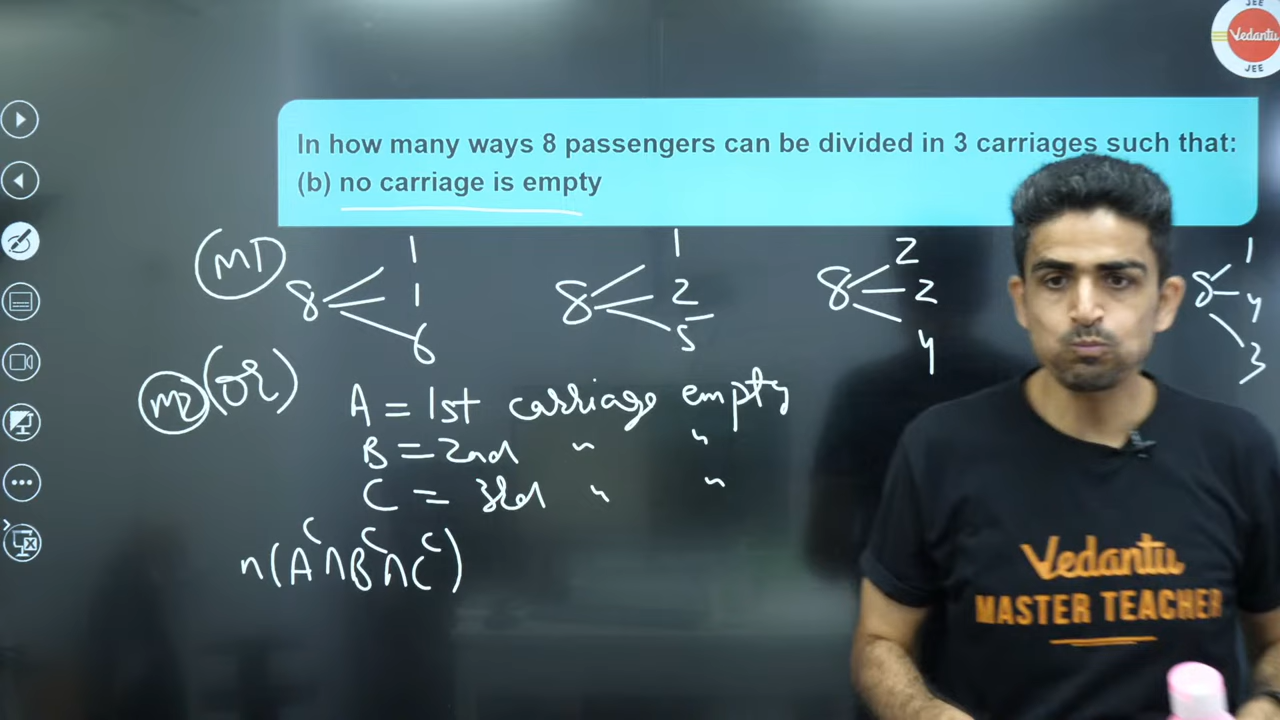 JEE
Vedantu
JEE
In how many ways 8 passengers can be divided in 3 carriages such that:
(b) no carriage is empty
M1
8 1 1 6
8 1 2 5
8 2 2 4
8 1 4 3
M2 (or)
A = 1st carriage empty
B = 2nd " "
C = 3rd " "
n(A^c ∩ B^c ∩ C^c)
Vedantu
MASTER TEACHER